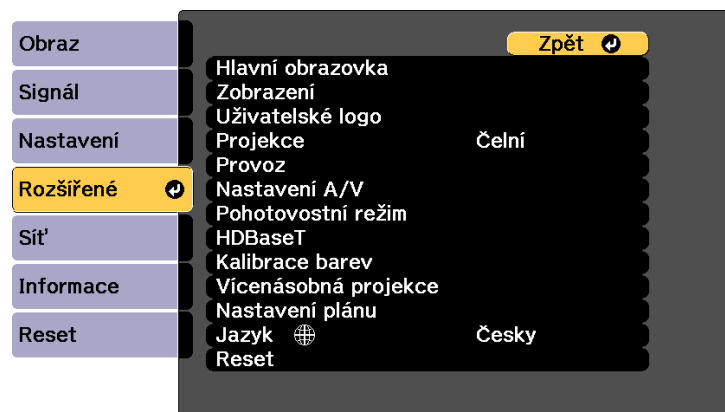 Obraz
Signál
Nastavení
Rozšířené
Síť
Informace
Reset
Zpět
Hlavní obrazovka
Zobrazení
Uživatelské logo
Projekce Čelní
Provoz
Nastavení A/V
Pohotovostní režim
HDBaseT
Kalibrace barev
Vícenásobná projekce
Nastavení plánu
Jazyk Česky
Reset